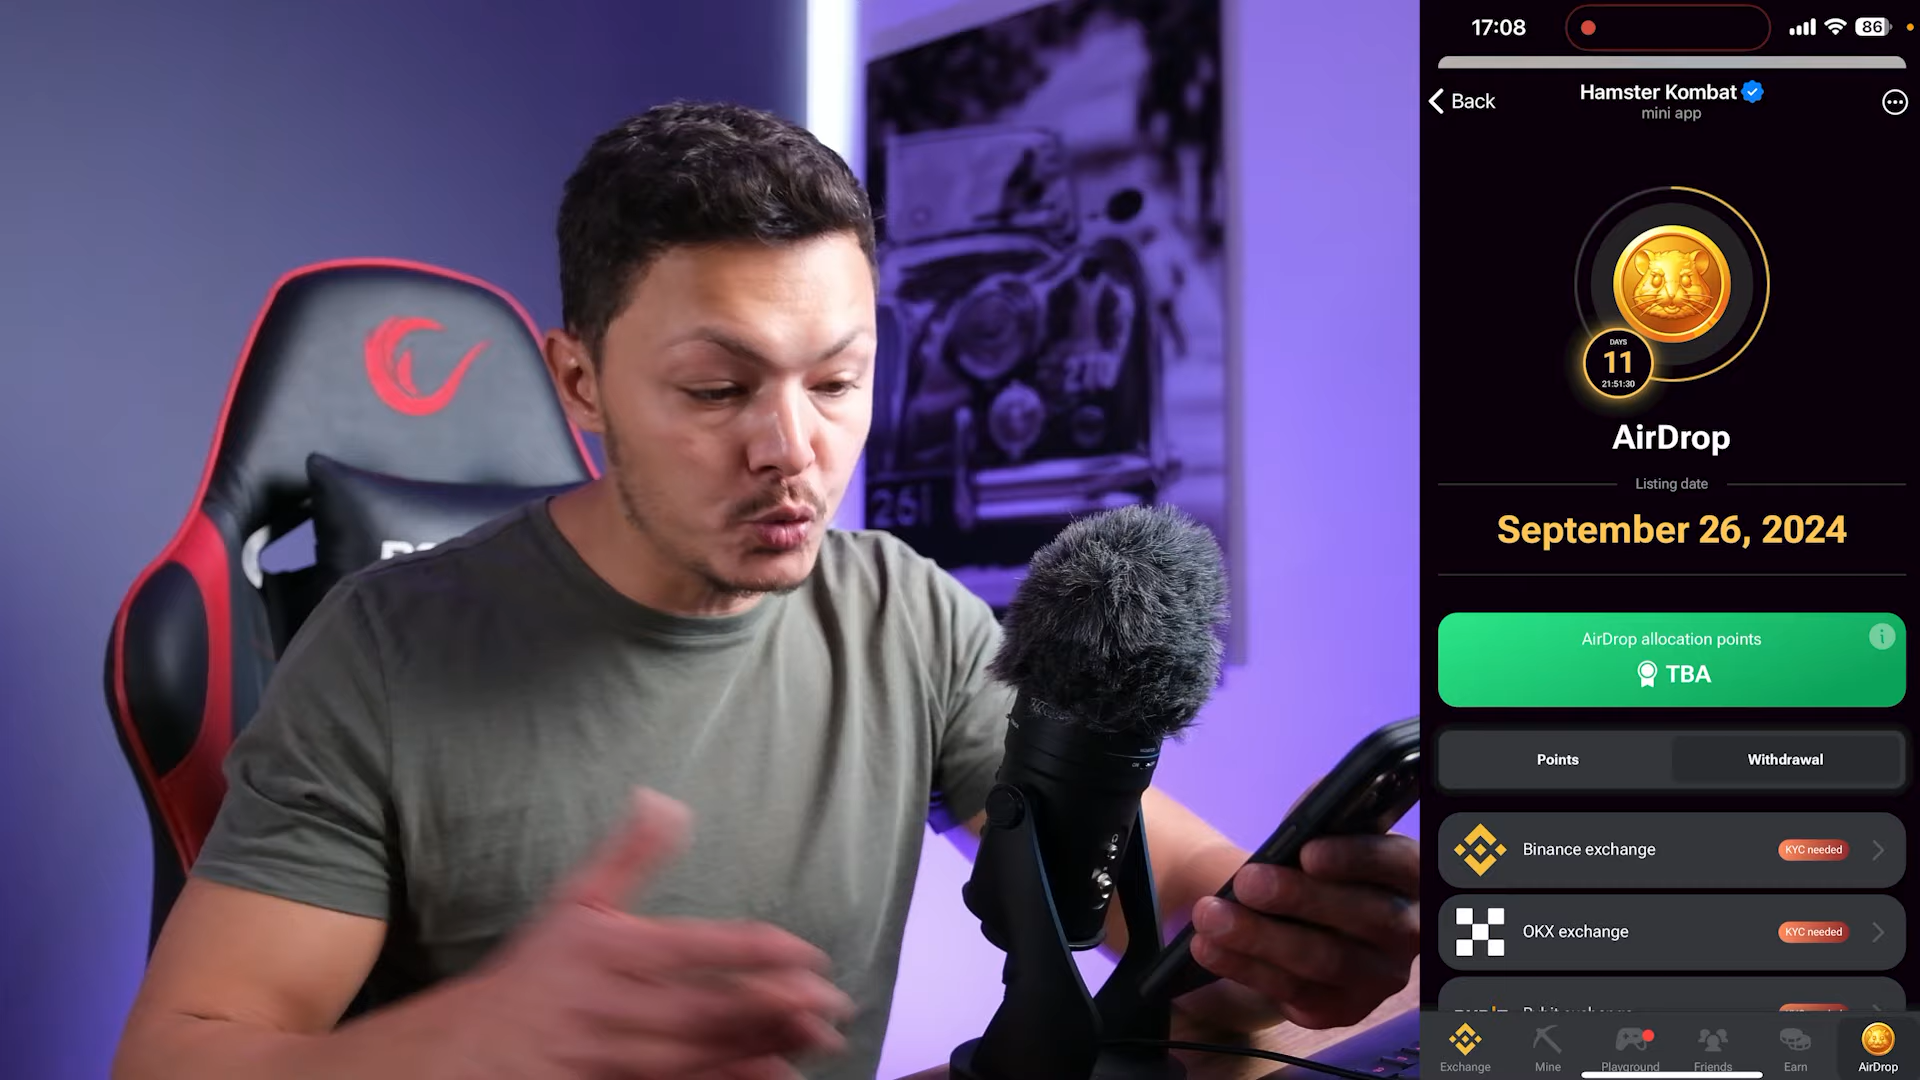 17:08
86
Back
Hamster Kombat
mini app
DAYS
11
21:51:30
AirDrop
Listing date
September 26, 2024
AirDrop allocation points
TBA
Points
Withdrawal
Binance exchange
KYC needed
OKX exchange
KYC needed
Exchange
Mine
Playground
Friends
Earn
AirDrop
270
261